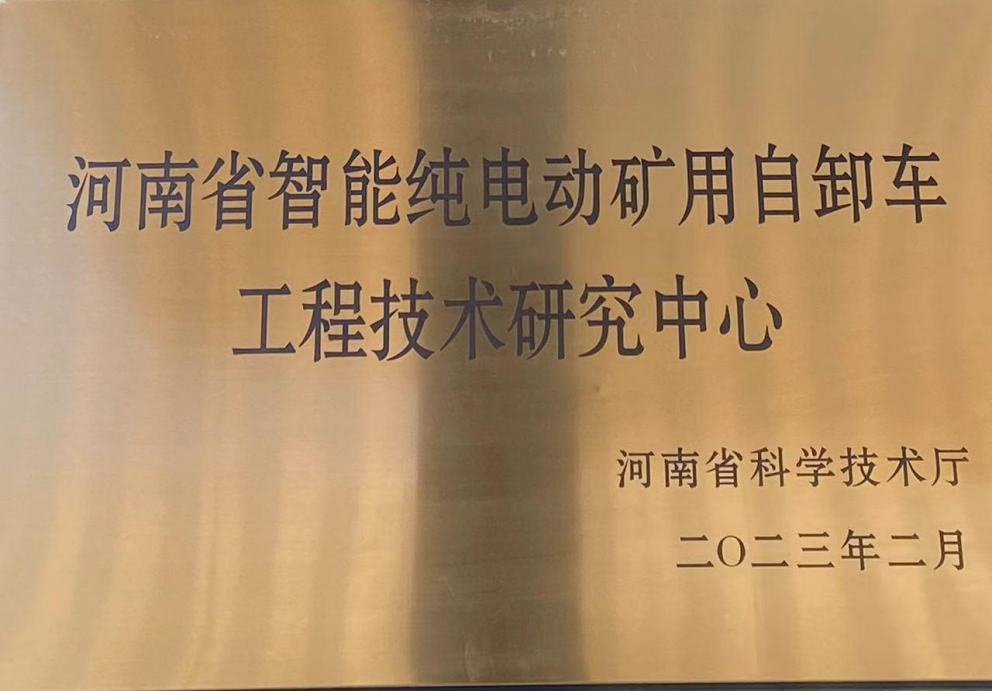 河南省智能纯电动矿用自卸车
工程技术研究中心
河南省科学技术厅
二〇二三年二月